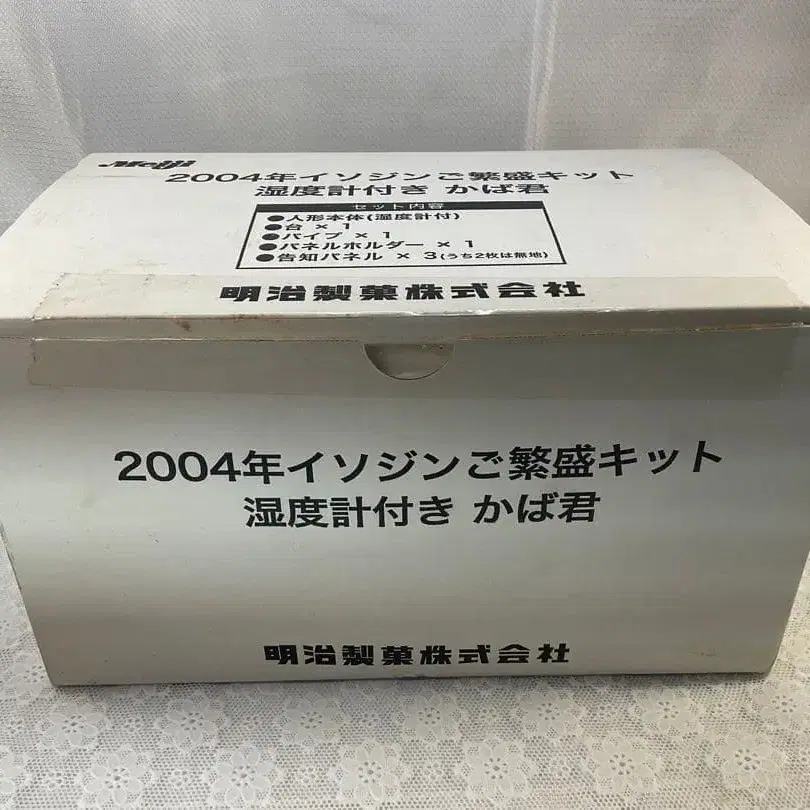 Meiji
2004年イソジンご繁盛キット
湿度計付き かば君
セット内容
●人形本体(湿度計付)
●台 × 1
●パイプ × 1
●パネルホルダー × 1
●告知パネル × 3(うち2枚は無地)
明治製菓株式会社
2004年イソジンご繁盛キット
湿度計付き かば君
明治製菓株式会社